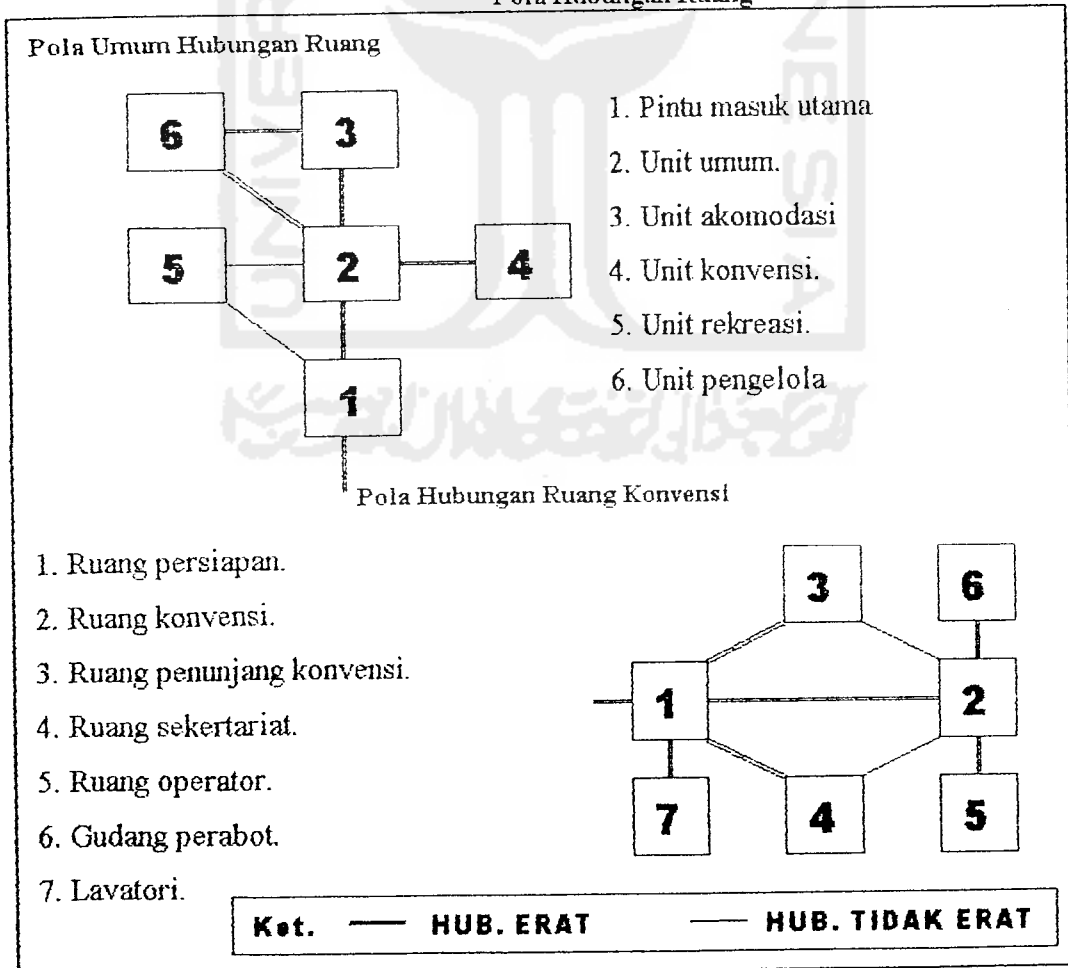 Pola Hubungan Ruang
Pola Umum Hubungan Ruang
6
3
5
2
4
1
1. Pintu masuk utama
2. Unit umum.
3. Unit akomodasi
4. Unit konvensi.
5. Unit rekreasi.
6. Unit pengelola
Pola Hubungan Ruang Konvensi
1. Ruang persiapan.
2. Ruang konvensi.
3. Ruang penunjang konvensi.
4. Ruang sekertariat.
5. Ruang operator.
6. Gudang perabot.
7. Lavatori.
3
6
1
2
7
4
5
Ket. HUB. ERAT HUB. TIDAK ERAT